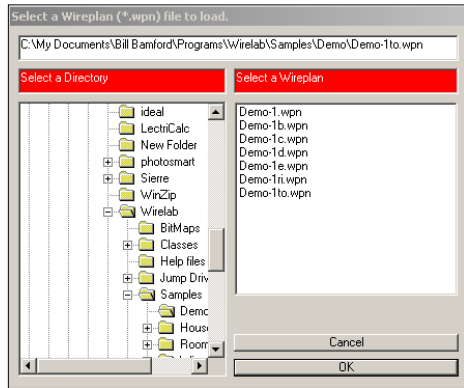 Select a Wireplan (*.wpn) file to load.
C:\My Documents\Bill Bamford\Programs\Wirelab\Samples\Demo\Demo-1to.wpn
Select a Directory
Select a Wireplan
ideal
LectriCalc
New Folder
photosmart
Sierre
WinZip
Wirelab
BitMaps
Classes
Help files
Jump Driv
Samples
Demo
House
Room
Demo-1.wpn
Demo-1b.wpn
Demo-1c.wpn
Demo-1d.wpn
Demo-1e.wpn
Demo-1ri.wpn
Demo-1to.wpn
Cancel
OK